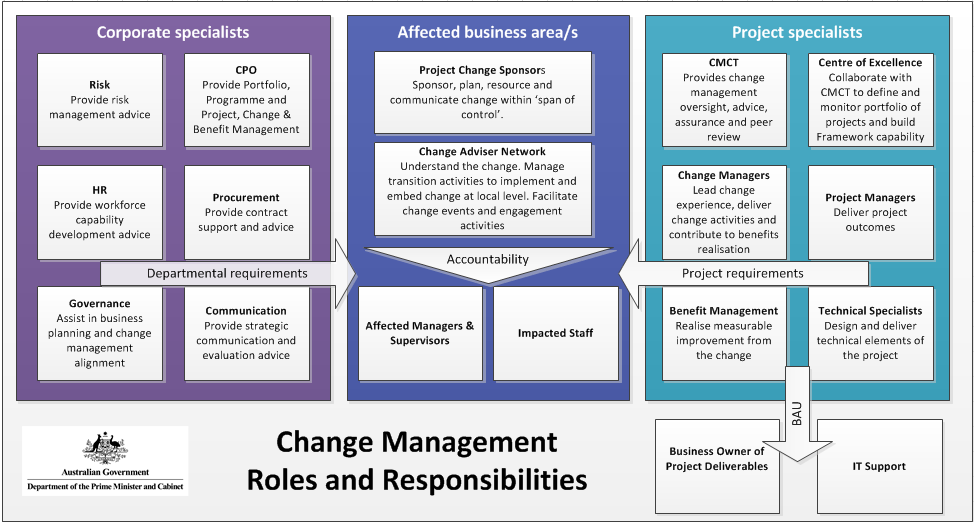 Corporate specialists
Risk
Provide risk
management advice
CPO
Provide Portfolio,
Programme and
Project, Change &
Benefit Management
HR
Provide workforce
capability
development advice
Procurement
Provide contract
support and advice
Departmental requirements
Governance
Assist in business
planning and change
management
alignment
Communication
Provide strategic
communication and
evaluation advice
Affected business area/s
Project Change Sponsors
Sponsor, plan, resource and
communicate change within ‘span of
control’.
Change Adviser Network
Understand the change. Manage
transition activities to implement and
embed change at local level. Facilitate
change events and engagement
activities
Accountability
Affected Managers &
Supervisors
Impacted Staff
Project specialists
CMCT
Provides change
management
oversight, advice,
assurance and peer
review
Centre of Excellence
Collaborate with
CMCT to define and
monitor portfolio of
projects and build
Framework capability
Change Managers
Lead change
experience, deliver
change activities and
contribute to benefits
realisation
Project Managers
Deliver project
outcomes
Project requirements
Benefit Management
Realise measurable
improvement from
the change
Technical Specialists
Design and deliver
technical elements of
the project
BAU
Business Owner of
Project Deliverables
IT Support
Australian Government
Department of the Prime Minister and Cabinet
Change Management
Roles and Responsibilities